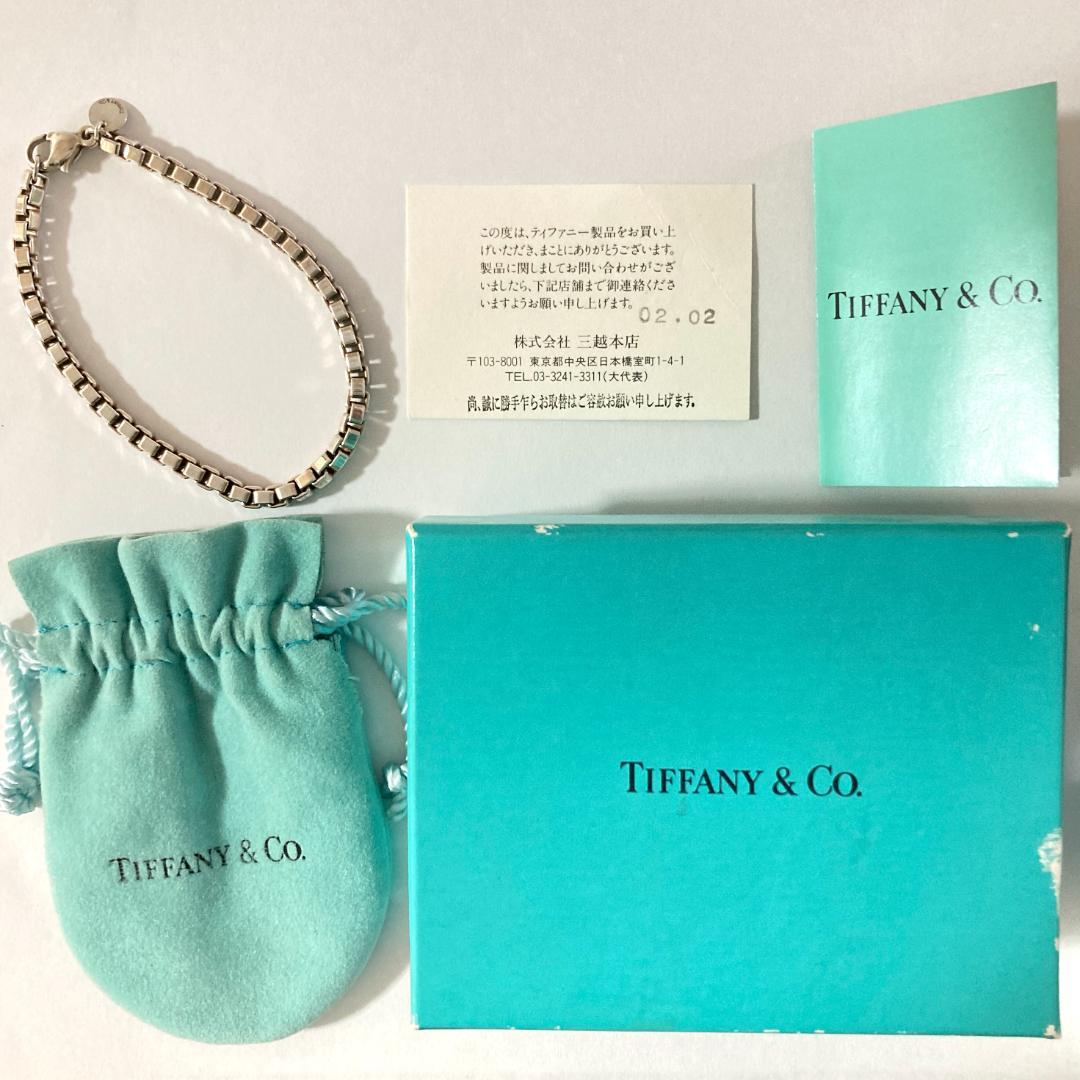 この度は、ティファニー製品をお買い上
げいただき、まことにありがとうございます。
製品に関しましてお問い合わせがござ
いましたら、下記店舗まで御連絡くださ
いますようお願い申し上げます。
02.02
株式会社 三越本店
〒103-8001 東京都中央区日本橋室町1-4-1
TEL.03-3241-3311(大代表)
尚、誠に勝手乍らお取替はご容赦お願い申し上げます。
TIFFANY & CO.
TIFFANY & CO.
TIFFANY & CO.